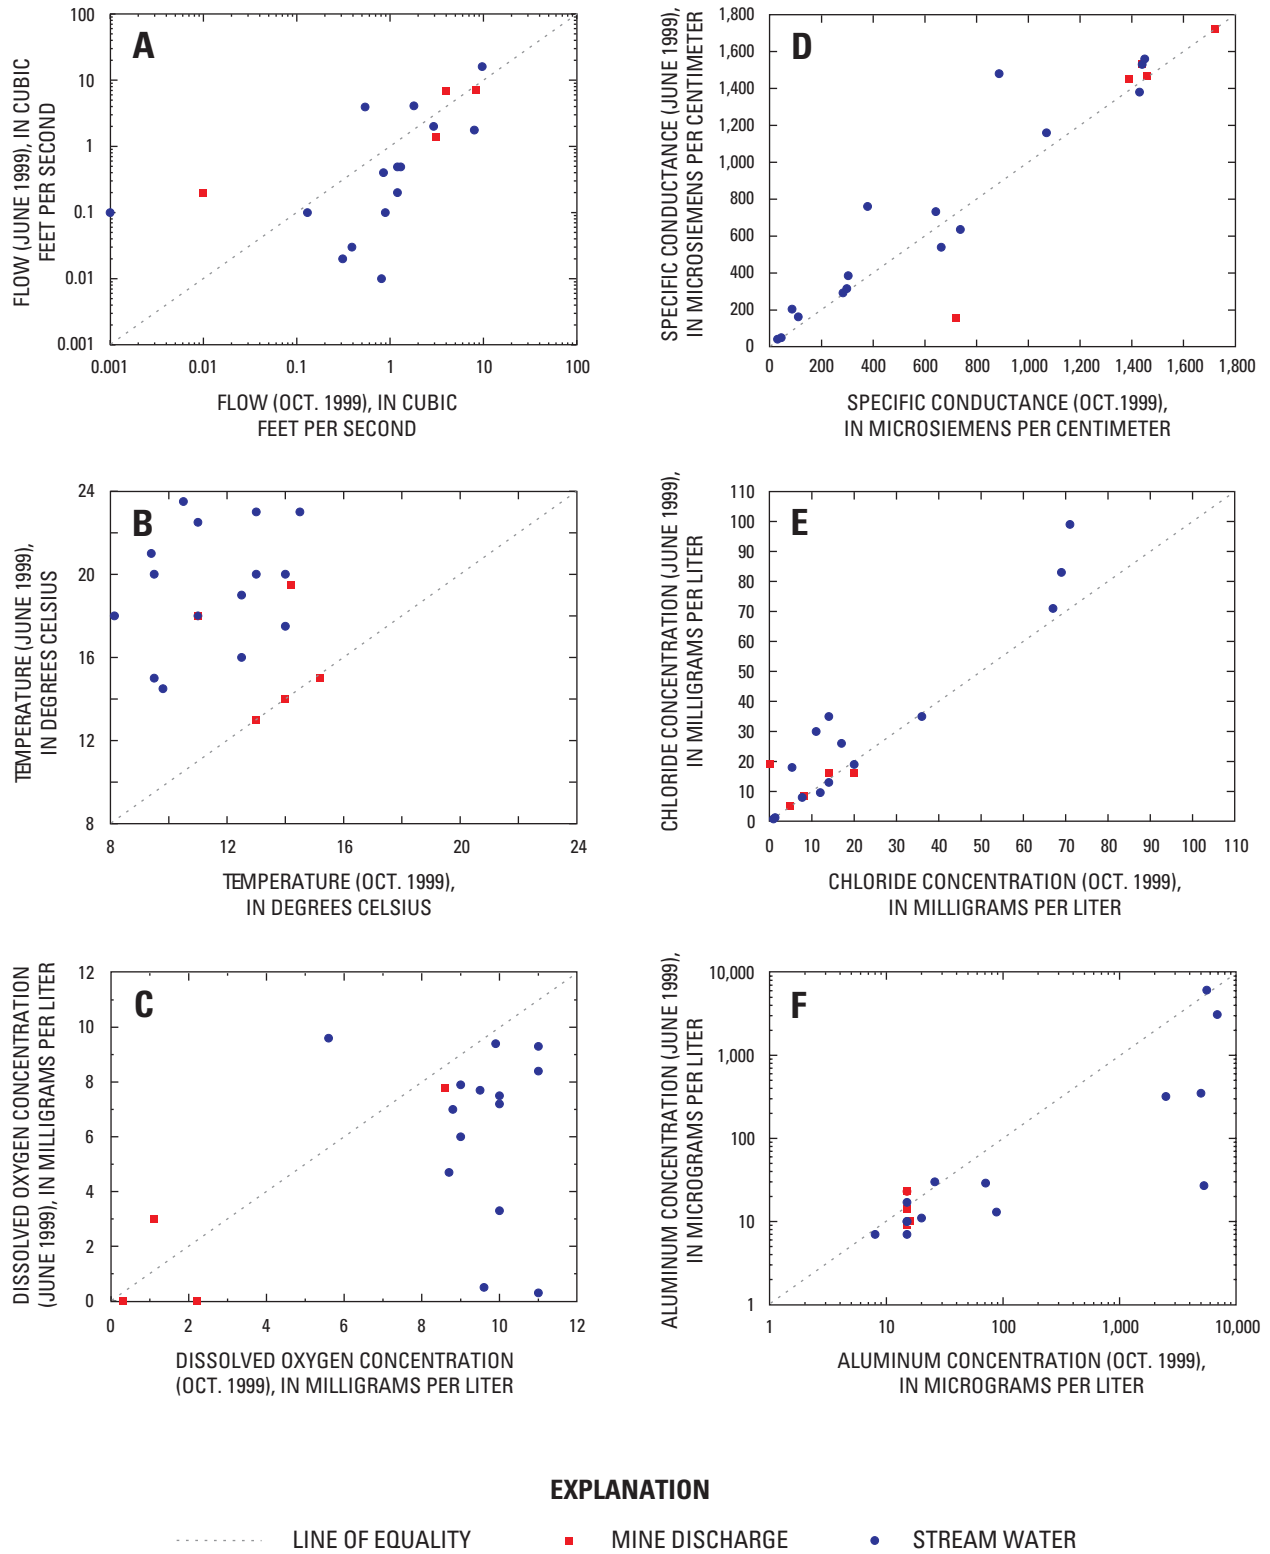 A
100
10
1
0.1
0.01
0.001
0.001
0.01
0.1
1
10
100
FLOW (JUNE 1999), IN CUBIC
FEET PER SECOND
FLOW (OCT. 1999), IN CUBIC
FEET PER SECOND
D
1,800
1,600
1,400
1,200
1,000
800
600
400
200
0
0
200
400
600
800
1,000
1,200
1,400
1,600
1,800
SPECIFIC CONDUCTANCE (JUNE 1999),
IN MICROSIEMENS PER CENTIMETER
SPECIFIC CONDUCTANCE (OCT.1999),
IN MICROSIEMENS PER CENTIMETER
B
24
20
16
12
8
8
12
16
20
24
TEMPERATURE (JUNE 1999),
IN DEGREES CELSIUS
TEMPERATURE (OCT. 1999),
IN DEGREES CELSIUS
E
110
100
90
80
70
60
50
40
30
20
10
0
0
10
20
30
40
50
60
70
80
90
100
110
CHLORIDE CONCENTRATION (JUNE 1999),
IN MILLIGRAMS PER LITER
CHLORIDE CONCENTRATION (OCT. 1999),
IN MILLIGRAMS PER LITER
C
12
10
8
6
4
2
0
0
2
4
6
8
10
12
DISSOLVED OXYGEN CONCENTRATION
(JUNE 1999), IN MILLIGRAMS PER LITER
DISSOLVED OXYGEN CONCENTRATION
(OCT. 1999), IN MILLIGRAMS PER LITER
F
10,000
1,000
100
10
1
1
10
100
1,000
10,000
ALUMINUM CONCENTRATION (JUNE 1999),
IN MICROGRAMS PER LITER
ALUMINUM CONCENTRATION (OCT. 1999),
IN MICROGRAMS PER LITER
EXPLANATION
LINE OF EQUALITY
MINE DISCHARGE
STREAM WATER